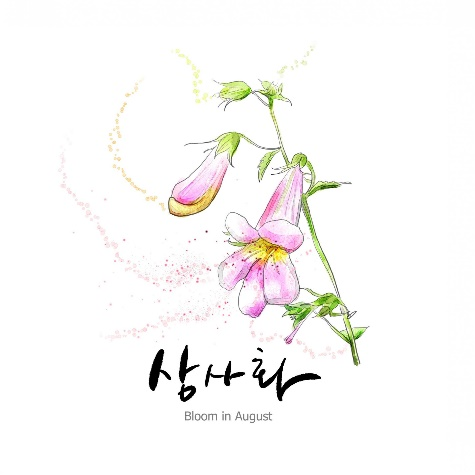 상사화
Bloom in August